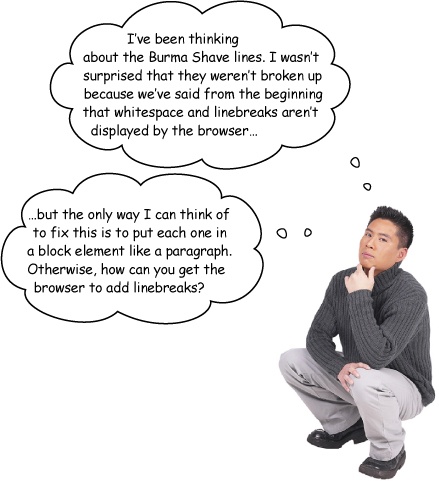 I've been thinking
about the Burma Shave lines. I wasn't
surprised that they weren't broken up
because we've said from the beginning
that whitespace and linebreaks aren't
displayed by the browser...
...but the only way I can think of
to fix this is to put each one in
a block element like a paragraph.
Otherwise, how can you get the
browser to add linebreaks?